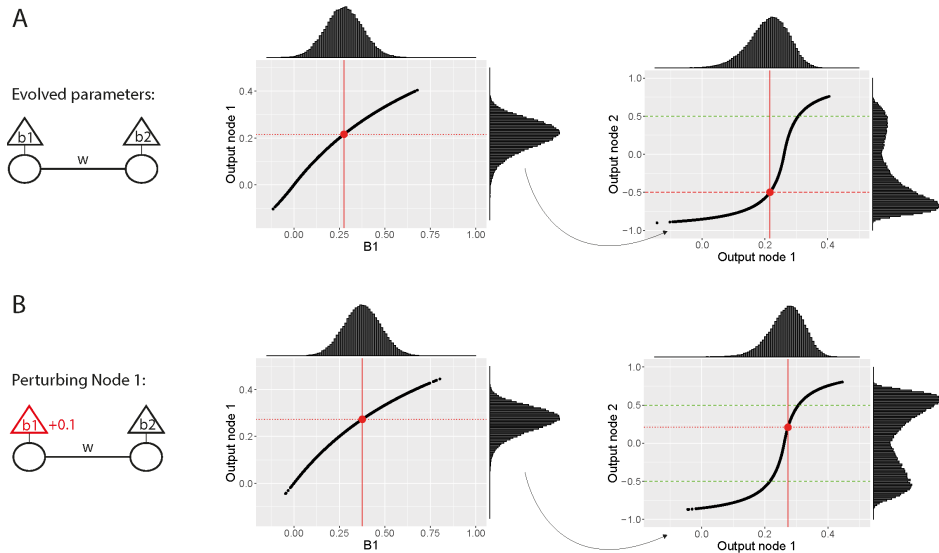 A
Evolved parameters:
b1
b2
w
Output node 1
0.4
0.2
0.0
0.00
0.25
0.50
0.75
1.00
B1
Output node 2
1.0
0.5
0.0
−0.5
−1.0
0.0
0.2
0.4
Output node 1
B
Perturbing Node 1:
b1
+0.1
b2
w
Output node 1
0.4
0.2
0.0
0.00
0.25
0.50
0.75
1.00
B1
Output node 2
1.0
0.5
0.0
−0.5
−1.0
0.0
0.2
0.4
Output node 1